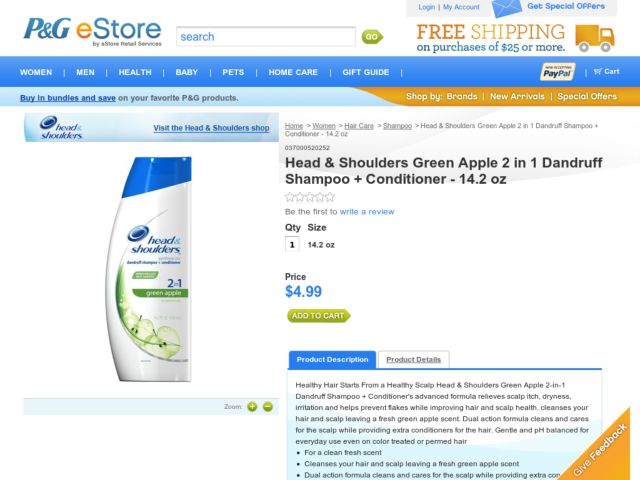 Login | My Account
Get Special Offers
P&G eStore
by eStore Retail Services
search
GO
FREE SHIPPING
on purchases of $25 or more.
WOMEN | MEN | HEALTH | BABY | PETS | HOME CARE | GIFT GUIDE |
NOW ACCEPTING
PayPal
Cart
Buy in bundles and save on your favorite P&G products.
Shop by: Brands | New Arrivals | Special Offers
head & shoulders
Visit the Head & Shoulders shop
Home > Women > Hair Care > Shampoo > Head & Shoulders Green Apple 2 in 1 Dandruff Shampoo +
Conditioner - 14.2 oz
037000520252
Head & Shoulders Green Apple 2 in 1 Dandruff
Shampoo + Conditioner - 14.2 oz
Be the first to write a review
Qty Size
1 14.2 oz
Price
$4.99
ADD TO CART
head &
shoulders
dandruff shampoo + conditioner
2in1
green apple
Zoom:
Product Description
Product Details
Healthy Hair Starts From a Healthy Scalp Head & Shoulders Green Apple 2-in-1
Dandruff Shampoo + Conditioner's advanced formula relieves scalp itch, dryness,
irritation and helps prevent flakes while improving hair and scalp health. cleanses your
hair and scalp leaving a fresh green apple scent. Dual action formula cleans and cares
for the scalp while providing extra conditioners for the hair. Gentle and pH balanced for
everyday use even on color treated or permed hair
For a clean fresh scent
Cleanses your hair and scalp leaving a fresh green apple scent
Dual action formula cleans and cares for the scalp while providing extra con
Give Feedback